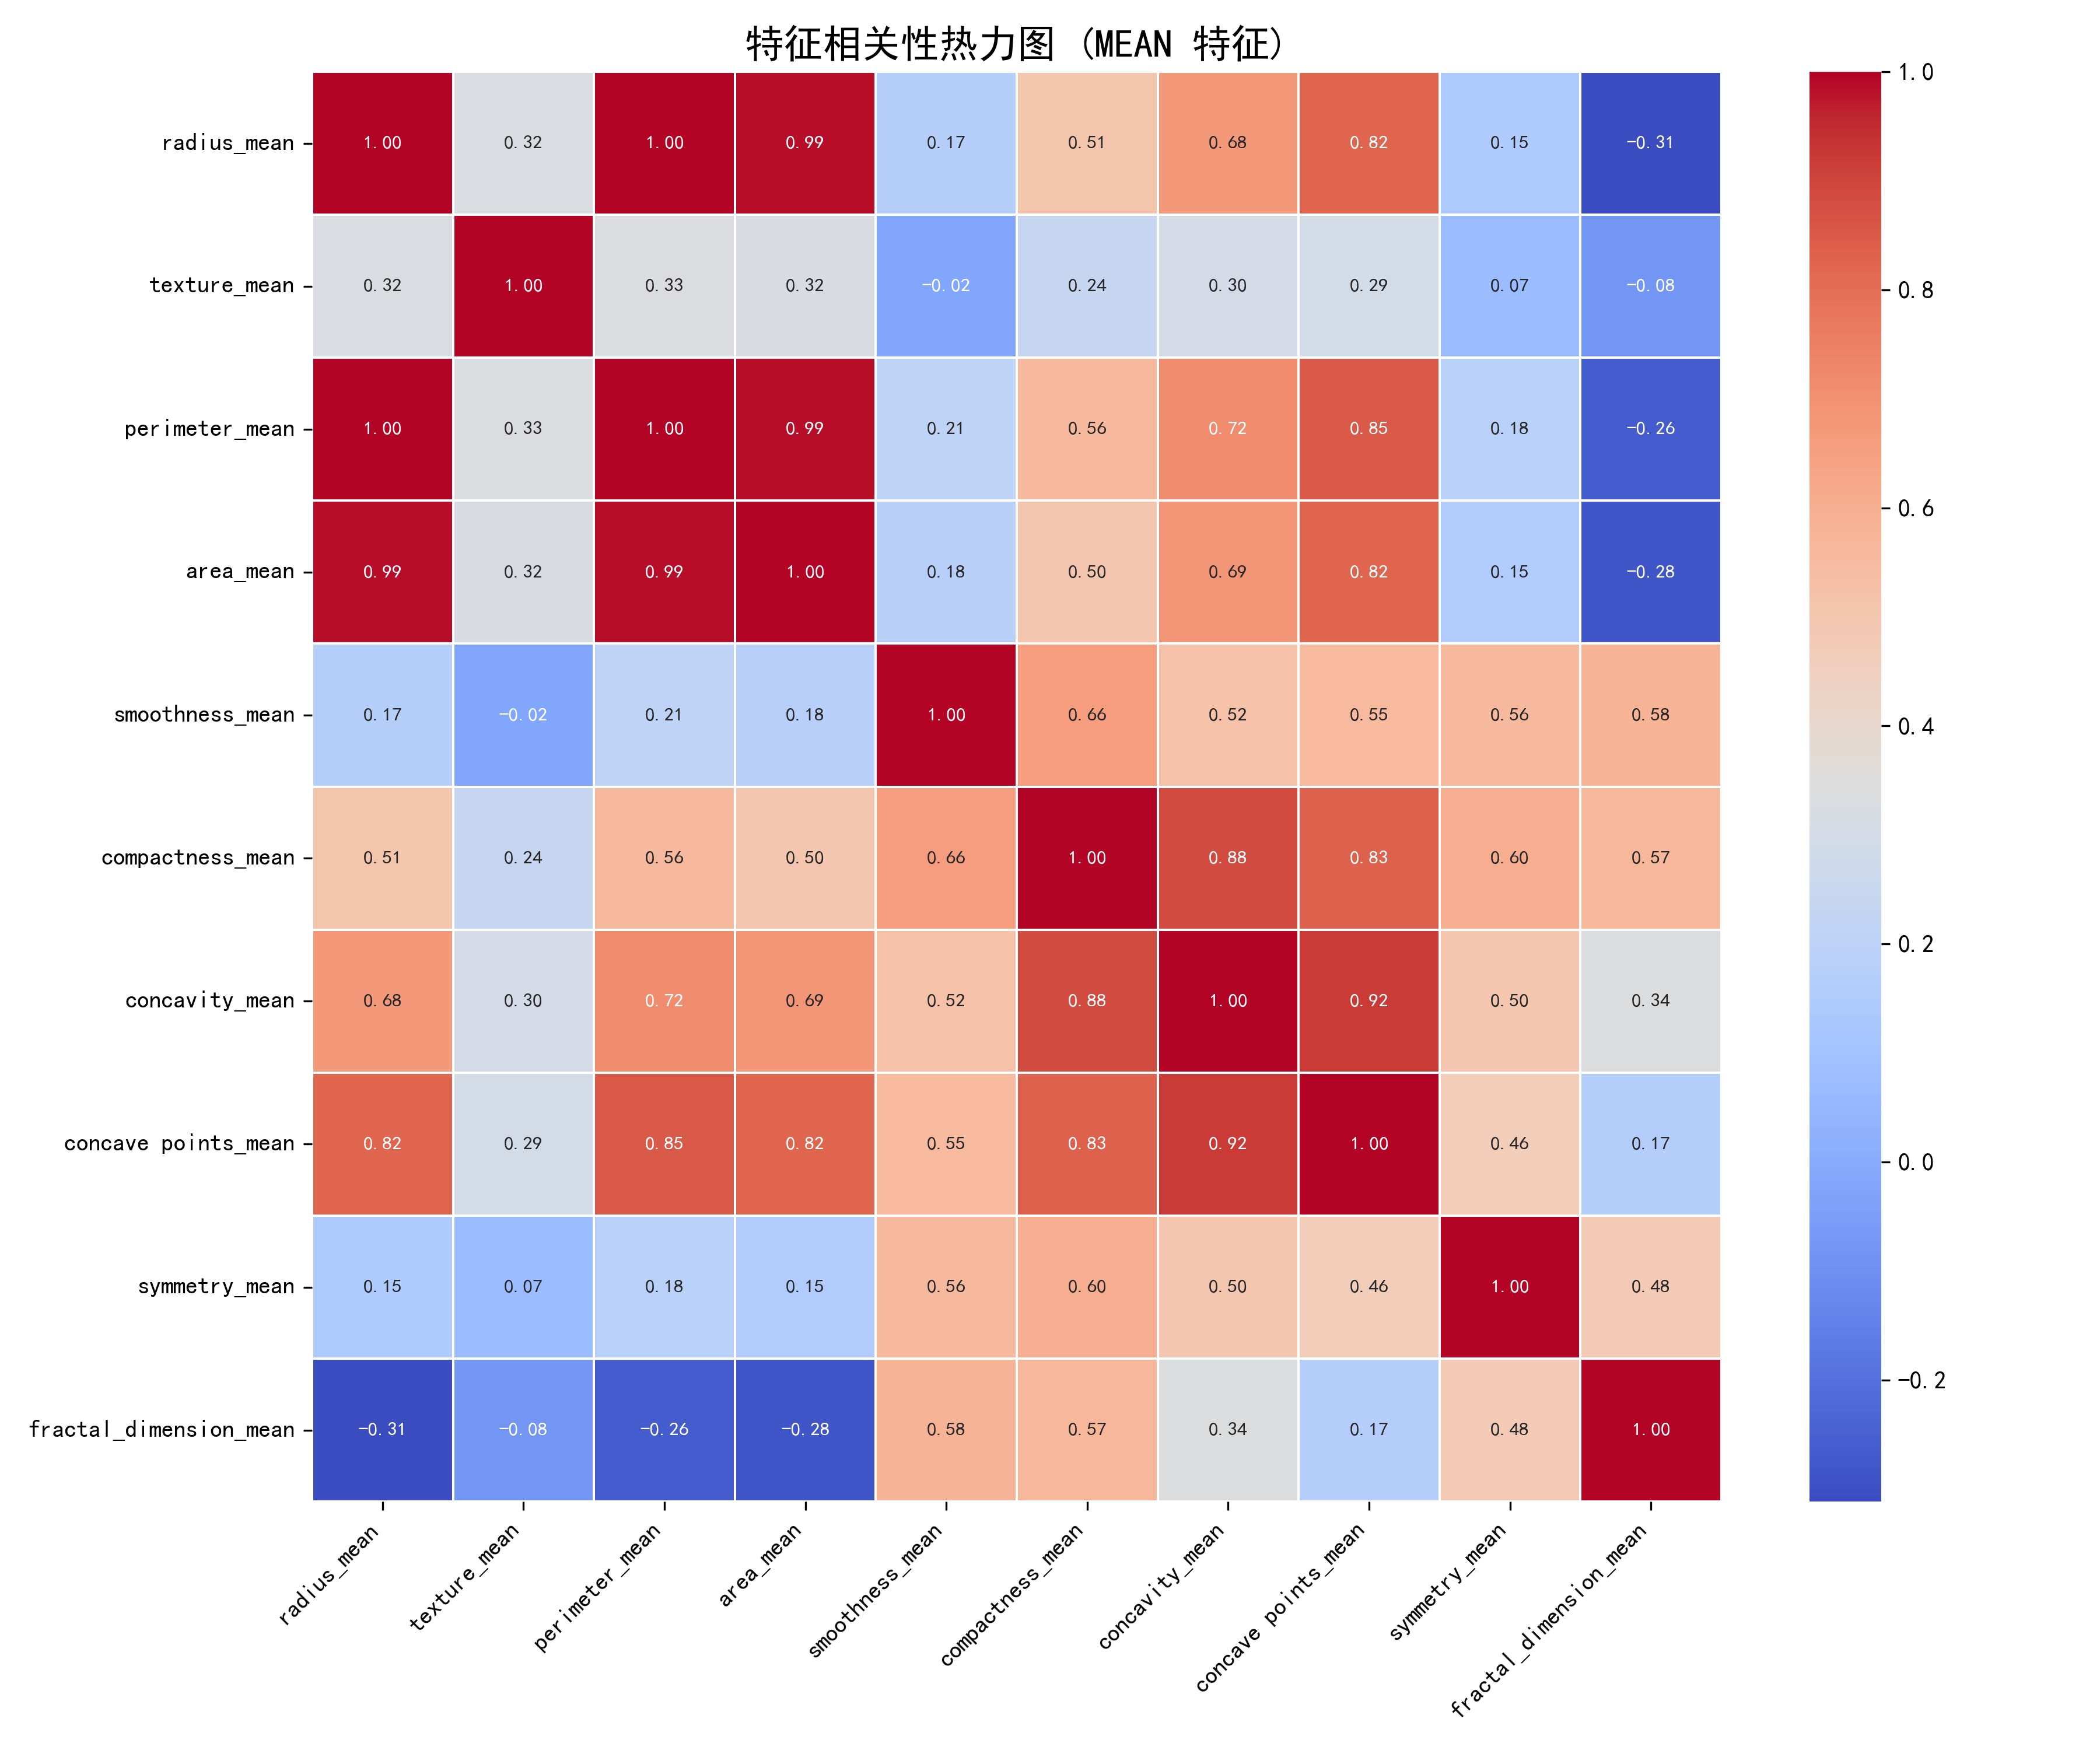 特征相关性热力图 (MEAN 特征)
radius_mean 1.00 0.32 1.00 0.99 0.17 0.51 0.68 0.82 0.15 -0.31
texture_mean 0.32 1.00 0.33 0.32 -0.02 0.24 0.30 0.29 0.07 -0.08
perimeter_mean 1.00 0.33 1.00 0.99 0.21 0.56 0.72 0.85 0.18 -0.26
area_mean 0.99 0.32 0.99 1.00 0.18 0.50 0.69 0.82 0.15 -0.28
smoothness_mean 0.17 -0.02 0.21 0.18 1.00 0.66 0.52 0.55 0.56 0.58
compactness_mean 0.51 0.24 0.56 0.50 0.66 1.00 0.88 0.83 0.60 0.57
concavity_mean 0.68 0.30 0.72 0.69 0.52 0.88 1.00 0.92 0.50 0.34
concave points_mean 0.82 0.29 0.85 0.82 0.55 0.83 0.92 1.00 0.46 0.17
symmetry_mean 0.15 0.07 0.18 0.15 0.56 0.60 0.50 0.46 1.00 0.48
fractal_dimension_mean -0.31 -0.08 -0.26 -0.28 0.58 0.57 0.34 0.17 0.48 1.00
radius_mean
texture_mean
perimeter_mean
area_mean
smoothness_mean
compactness_mean
concavity_mean
concave points_mean
symmetry_mean
fractal_dimension_mean
1.0
0.8
0.6
0.4
0.2
0.0
-0.2